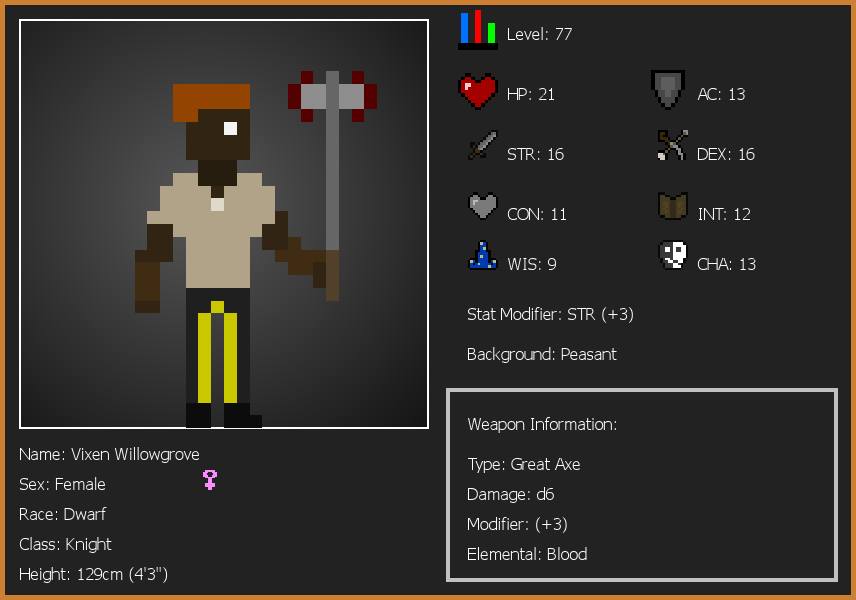 Level: 77
HP: 21
AC: 13
STR: 16
DEX: 16
CON: 11
INT: 12
WIS: 9
CHA: 13
Stat Modifier: STR (+3)
Background: Peasant
Name: Vixen Willowgrove
Sex: Female
Race: Dwarf
Class: Knight
Height: 129cm (4'3")
Weapon Information:
Type: Great Axe
Damage: d6
Modifier: (+3)
Elemental: Blood